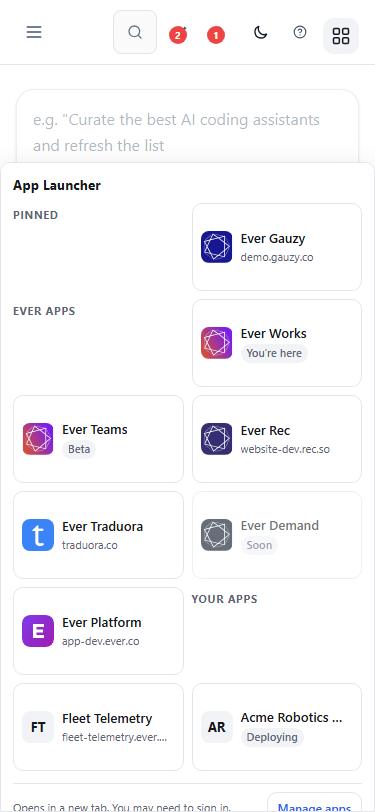 2
1
e.g. "Curate the best AI coding assistants
and refresh the list
App Launcher
PINNED
Ever Gauzy
demo.gauzy.co
EVER APPS
Ever Works
You're here
Ever Teams
Beta
Ever Rec
website-dev.rec.so
t
Ever Traduora
traduora.co
Ever Demand
Soon
E
Ever Platform
app-dev.ever.co
YOUR APPS
FT
Fleet Telemetry
fleet-telemetry.ever....
AR
Acme Robotics ...
Deploying
Opens in a new tab. You may need to sign in.
Manage apps